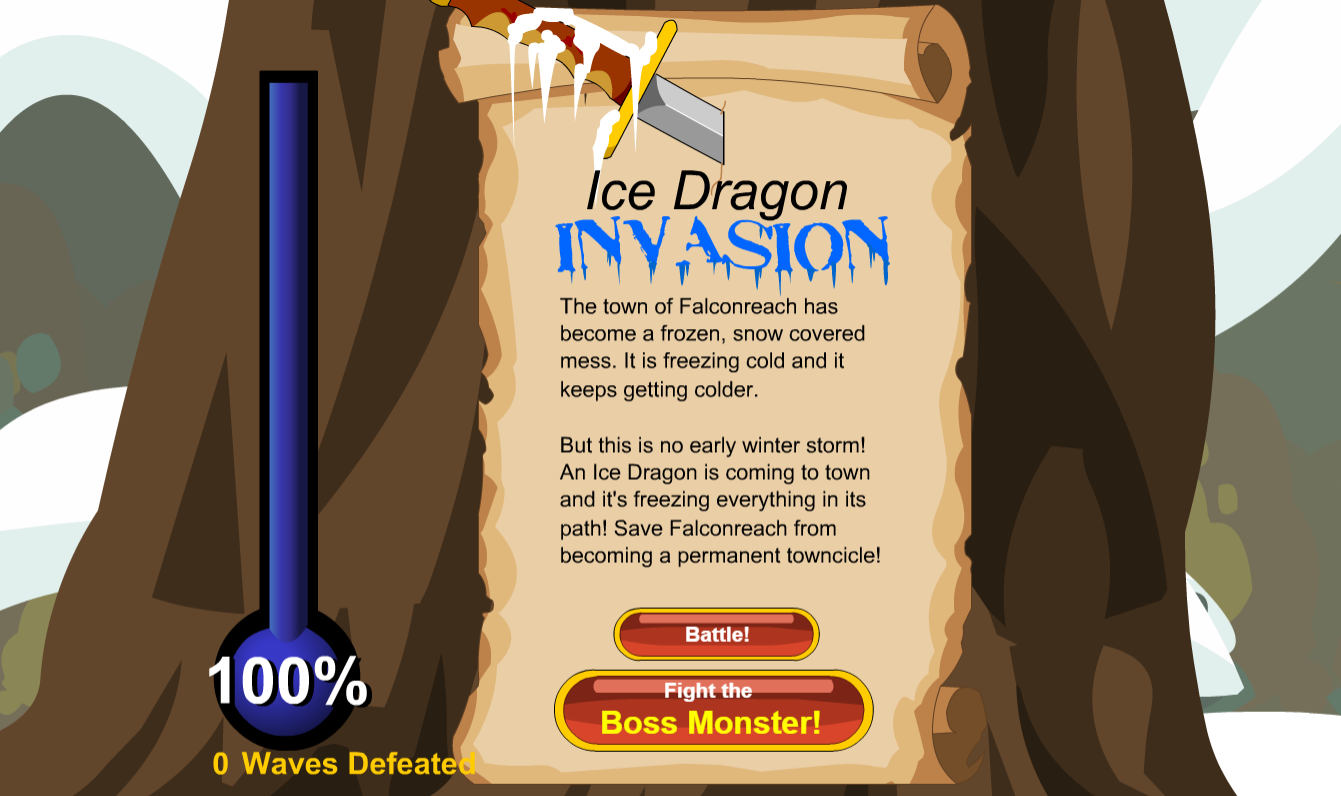 Ice Dragon
INVASION
The town of Falconreach has
become a frozen, snow covered
mess. It is freezing cold and it
keeps getting colder.
But this is no early winter storm!
An Ice Dragon is coming to town
and it's freezing everything in its
path! Save Falconreach from
becoming a permanent towncicle!
Battle!
Fight the
Boss Monster!
100%
0 Waves Defeated